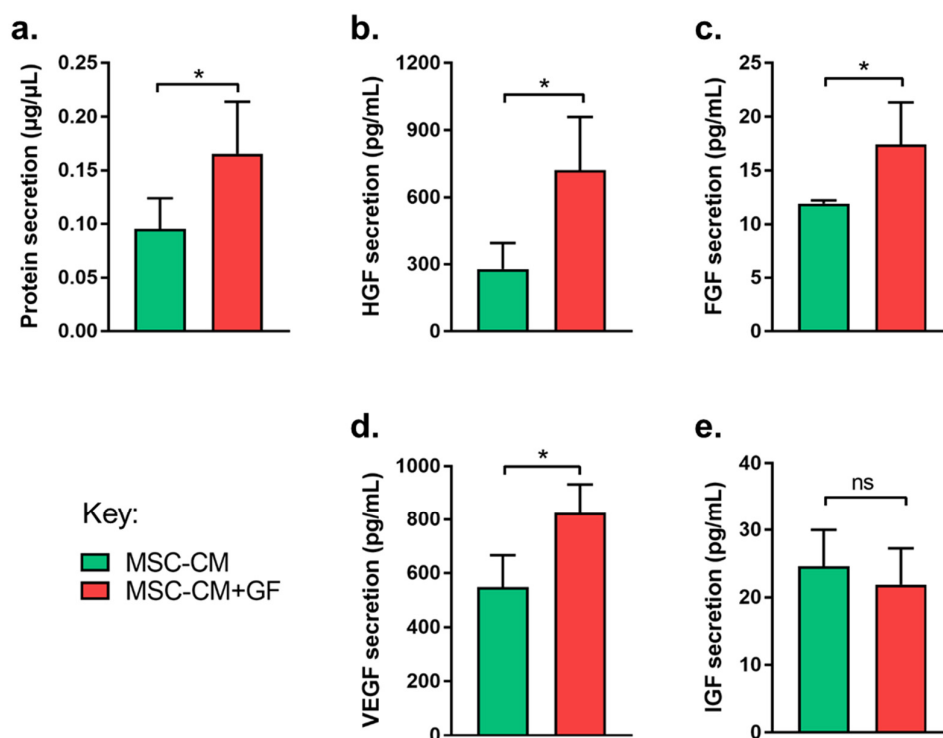 a.
Protein secretion (µg/µL)
0.25
0.20
0.15
0.10
0.05
0.00
*
b.
HGF secretion (pg/mL)
1200
900
600
300
0
*
c.
FGF secretion (pg/mL)
25
20
15
10
5
0
*
Key:
MSC-CM
MSC-CM+GF
d.
VEGF secretion (pg/mL)
1000
800
600
400
200
0
*
e.
IGF secretion (pg/mL)
40
30
20
10
0
ns